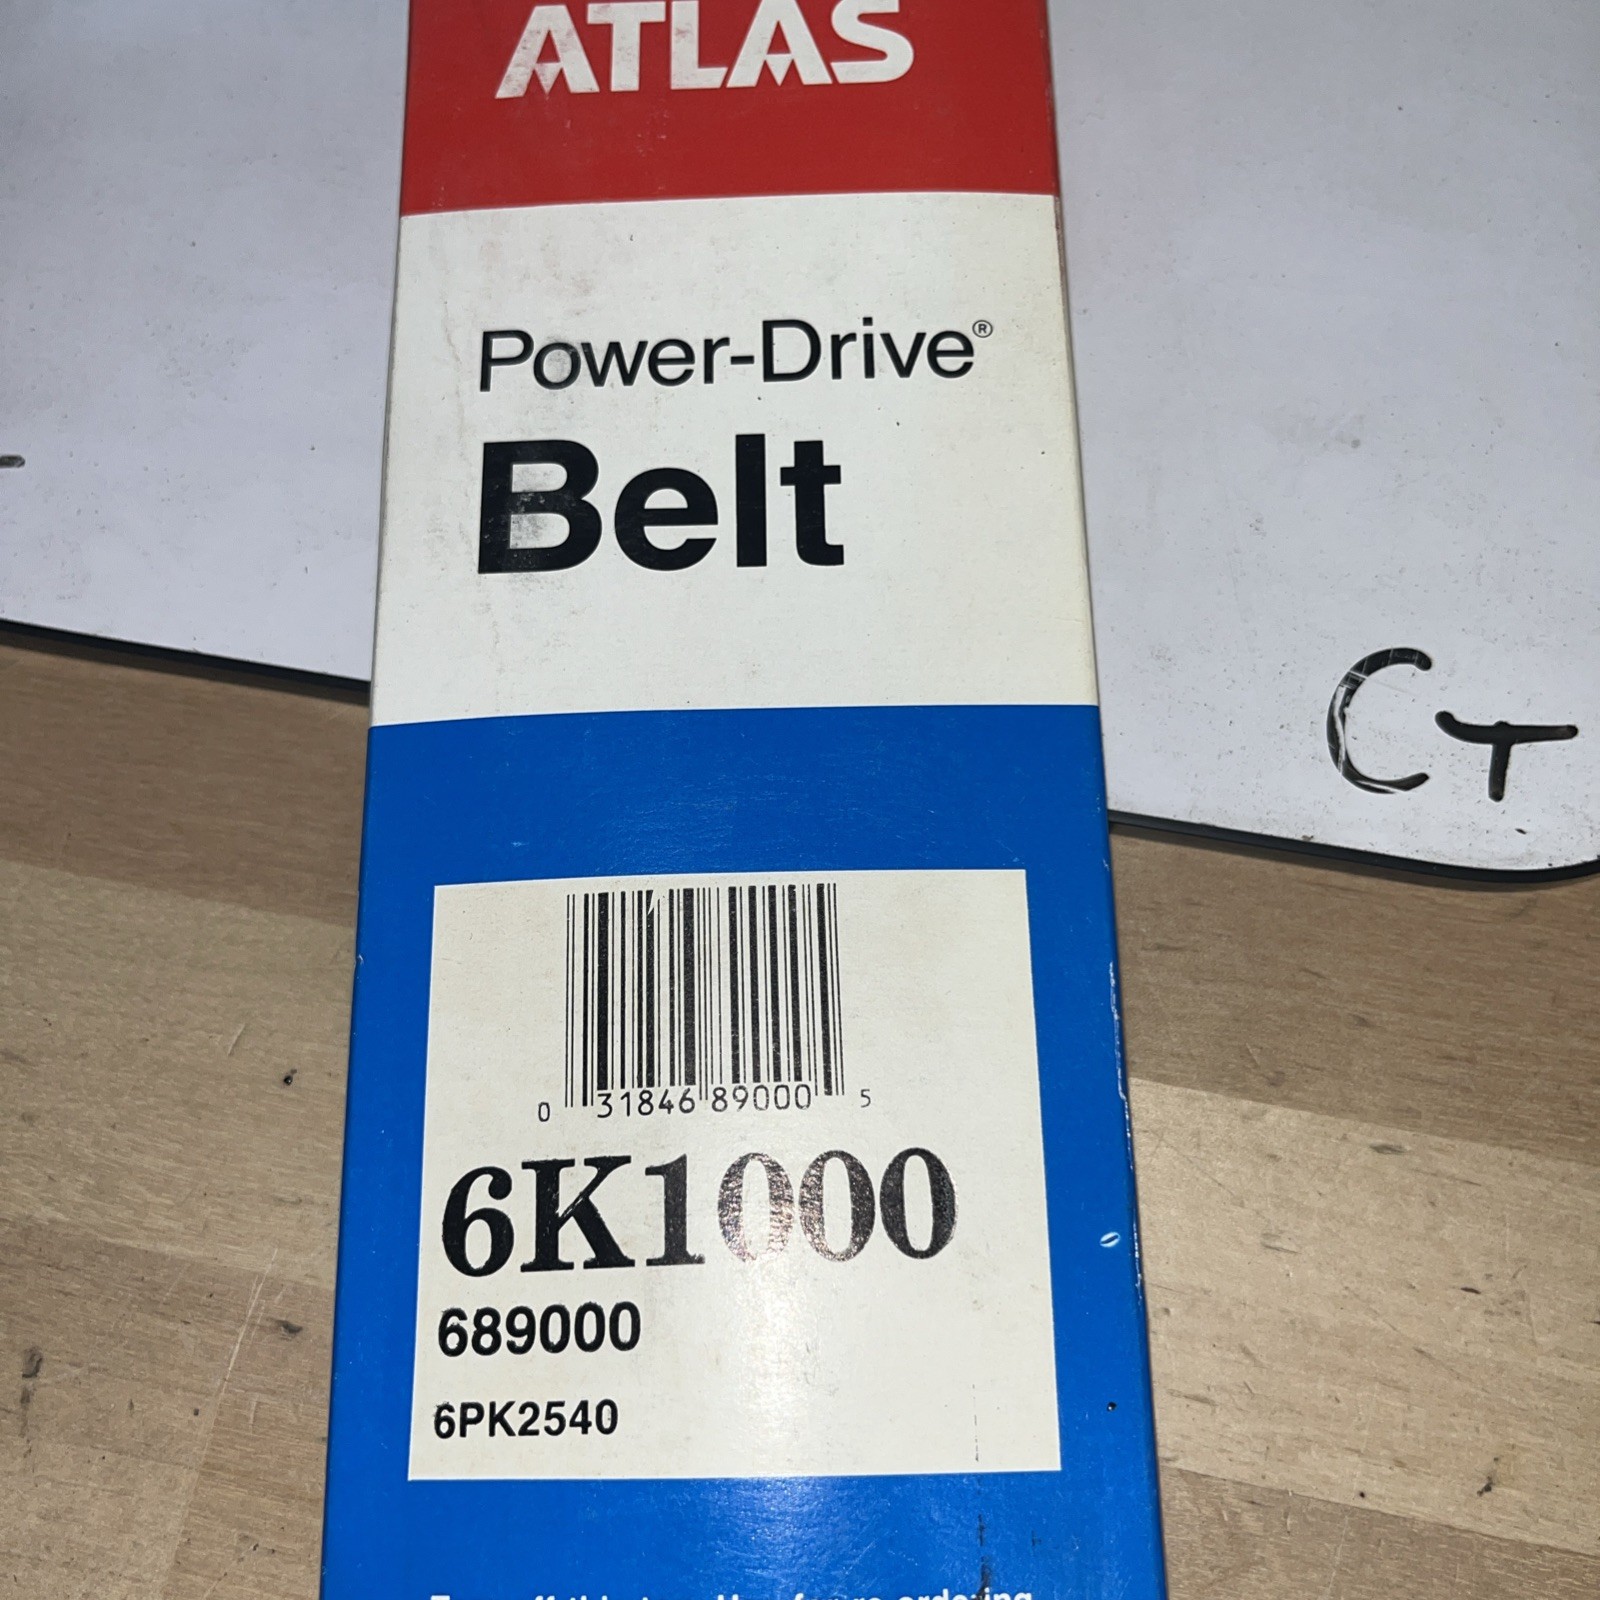 ATLAS
Power-Drive®
Belt
0 31846 89000 5
6K1000
689000
6PK2540
CT